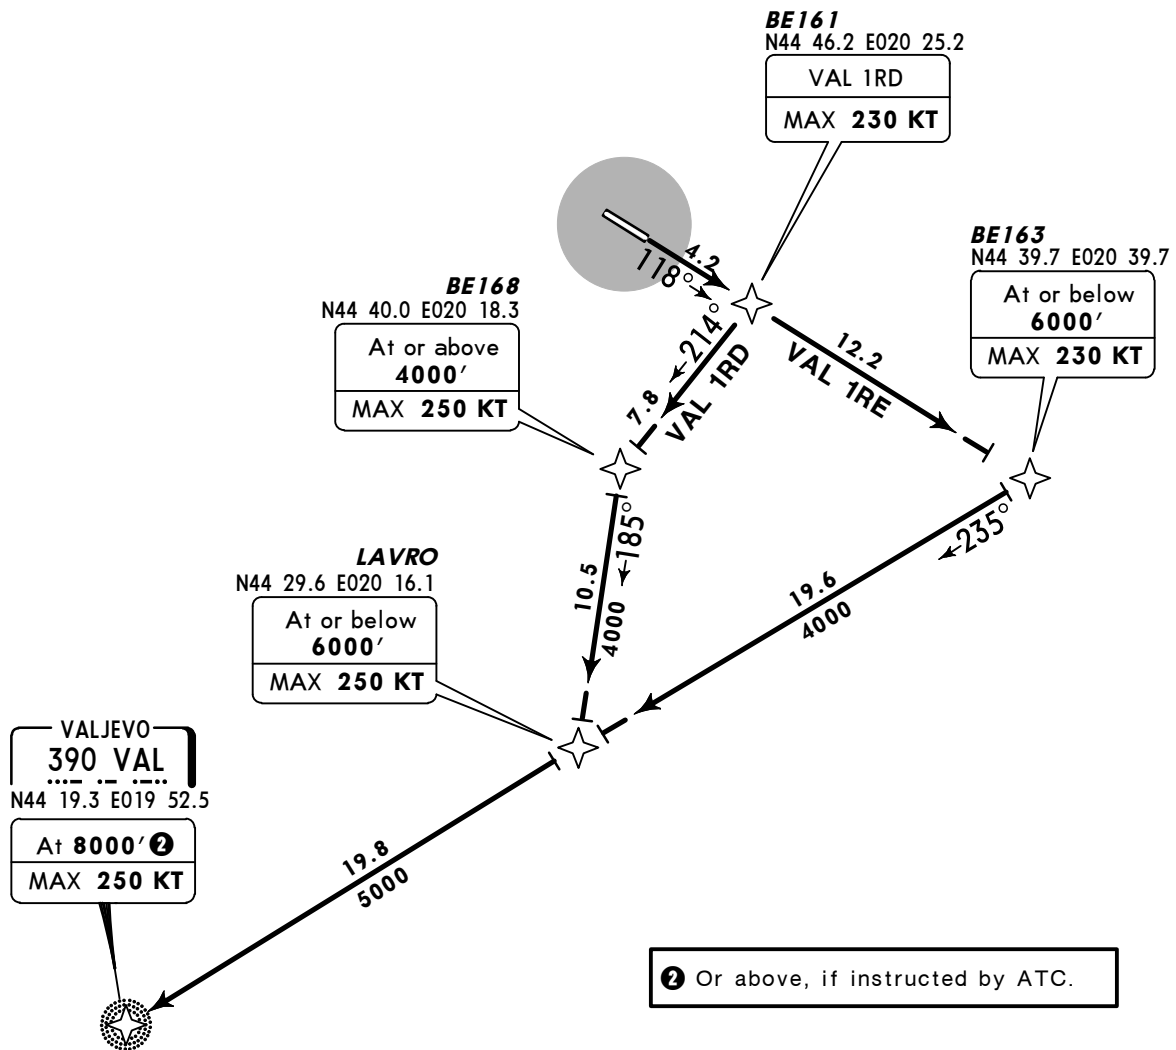 BE161
N44 46.2 E020 25.2
VAL 1RD
MAX 230 KT
4.2
118°
BE163
N44 39.7 E020 39.7
At or below
6000′
MAX 230 KT
BE168
N44 40.0 E020 18.3
At or above
4000′
MAX 250 KT
214°
7.8
VAL 1RD
12.2
VAL 1RE
185°
10.5
4000
235°
19.6
4000
LAVRO
N44 29.6 E020 16.1
At or below
6000′
MAX 250 KT
VALJEVO
390 VAL
N44 19.3 E019 52.5
At 8000′ ❷
MAX 250 KT
19.8
5000
❷ Or above, if instructed by ATC.